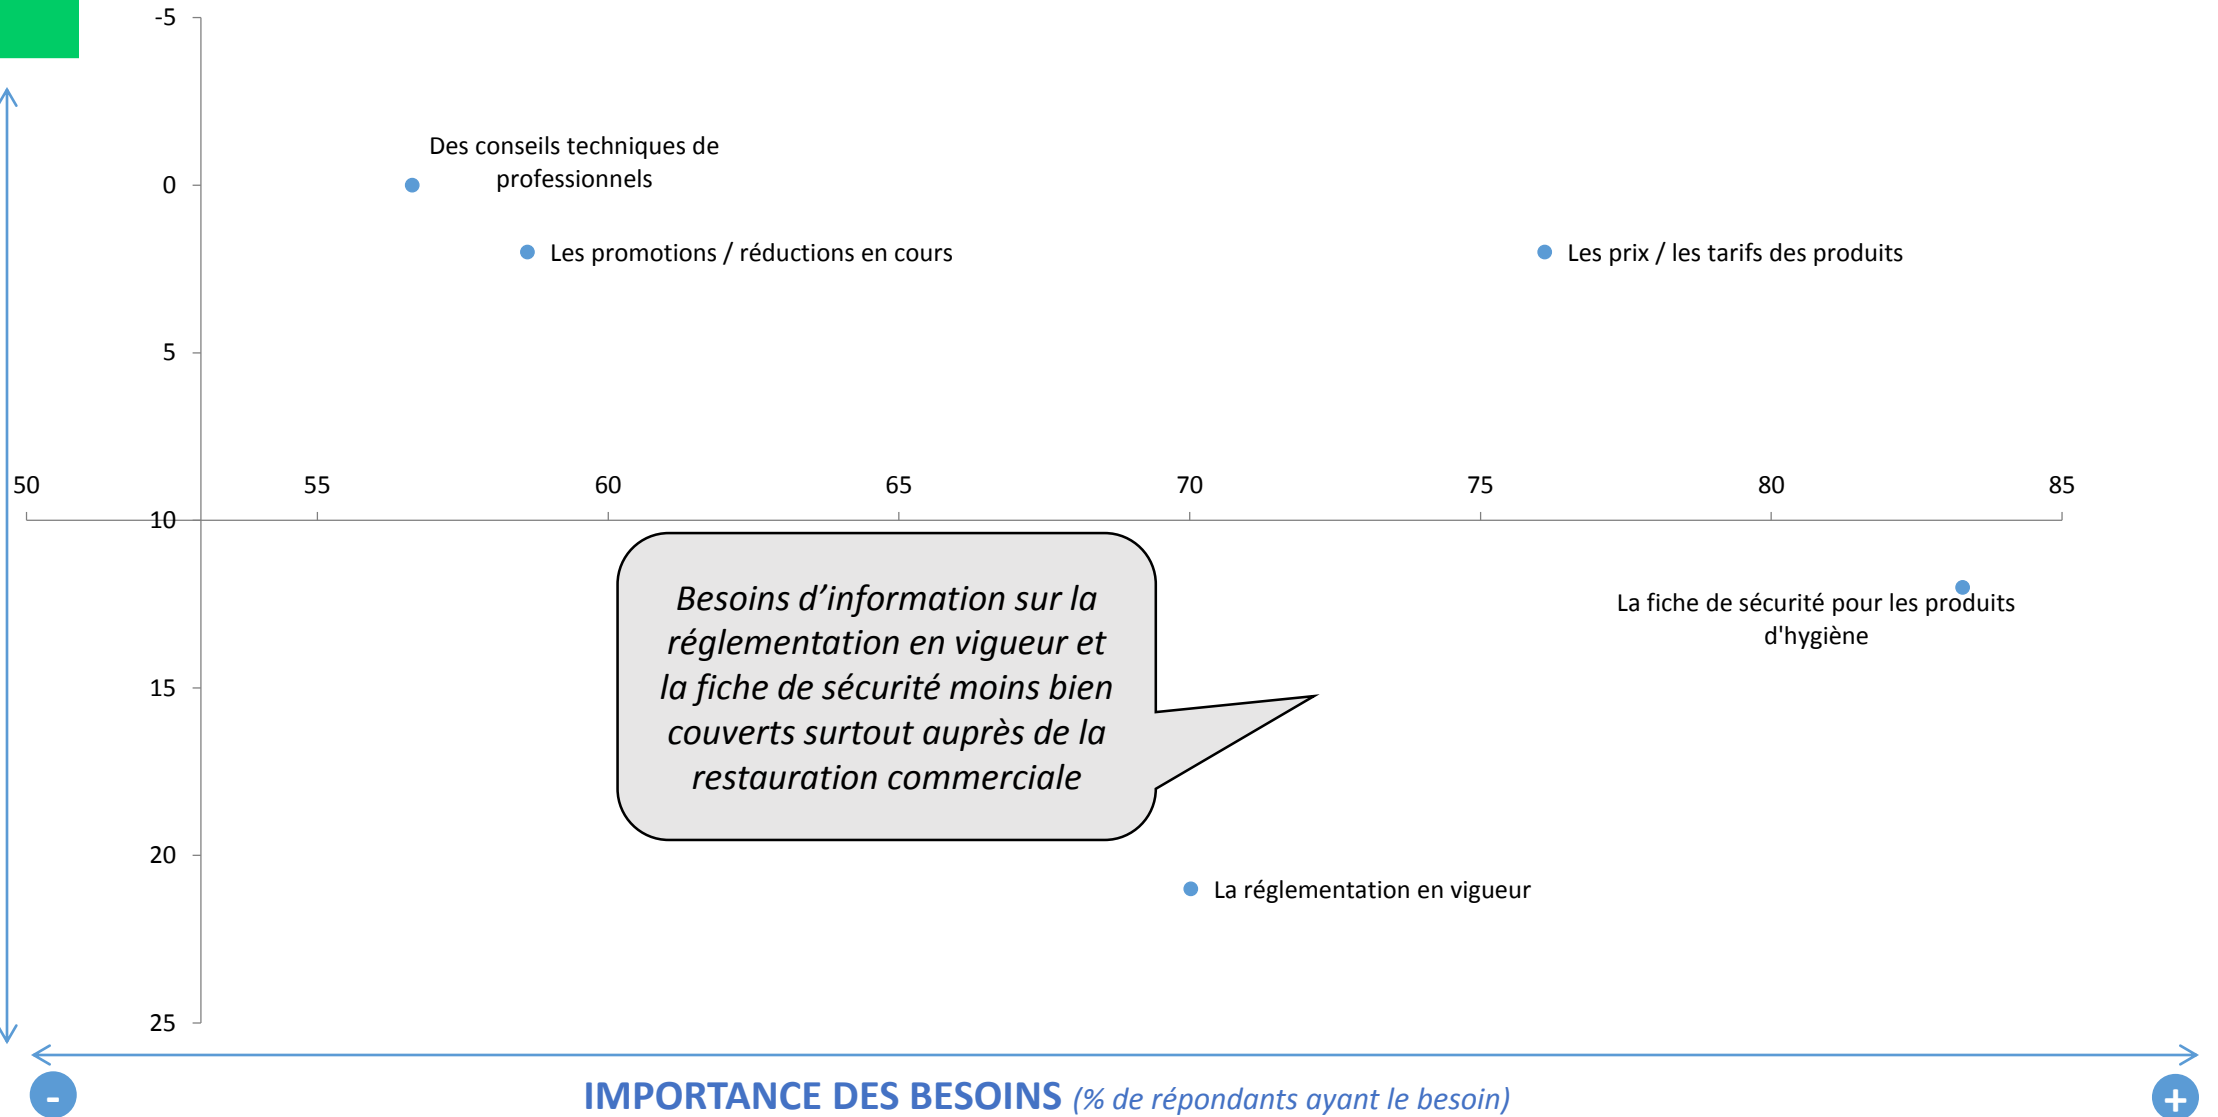 -5
Des conseils techniques de
professionnels
0
Les promotions / réductions en cours
Les prix / les tarifs des produits
5
50 55 60 65 70 75 80 85
10
Besoins d’information sur la
réglementation en vigueur et
la fiche de sécurité moins bien
couverts surtout auprès de la
restauration commerciale
La fiche de sécurité pour les produits
d'hygiène
15
20
La réglementation en vigueur
25
- IMPORTANCE DES BESOINS (% de répondants ayant le besoin) +